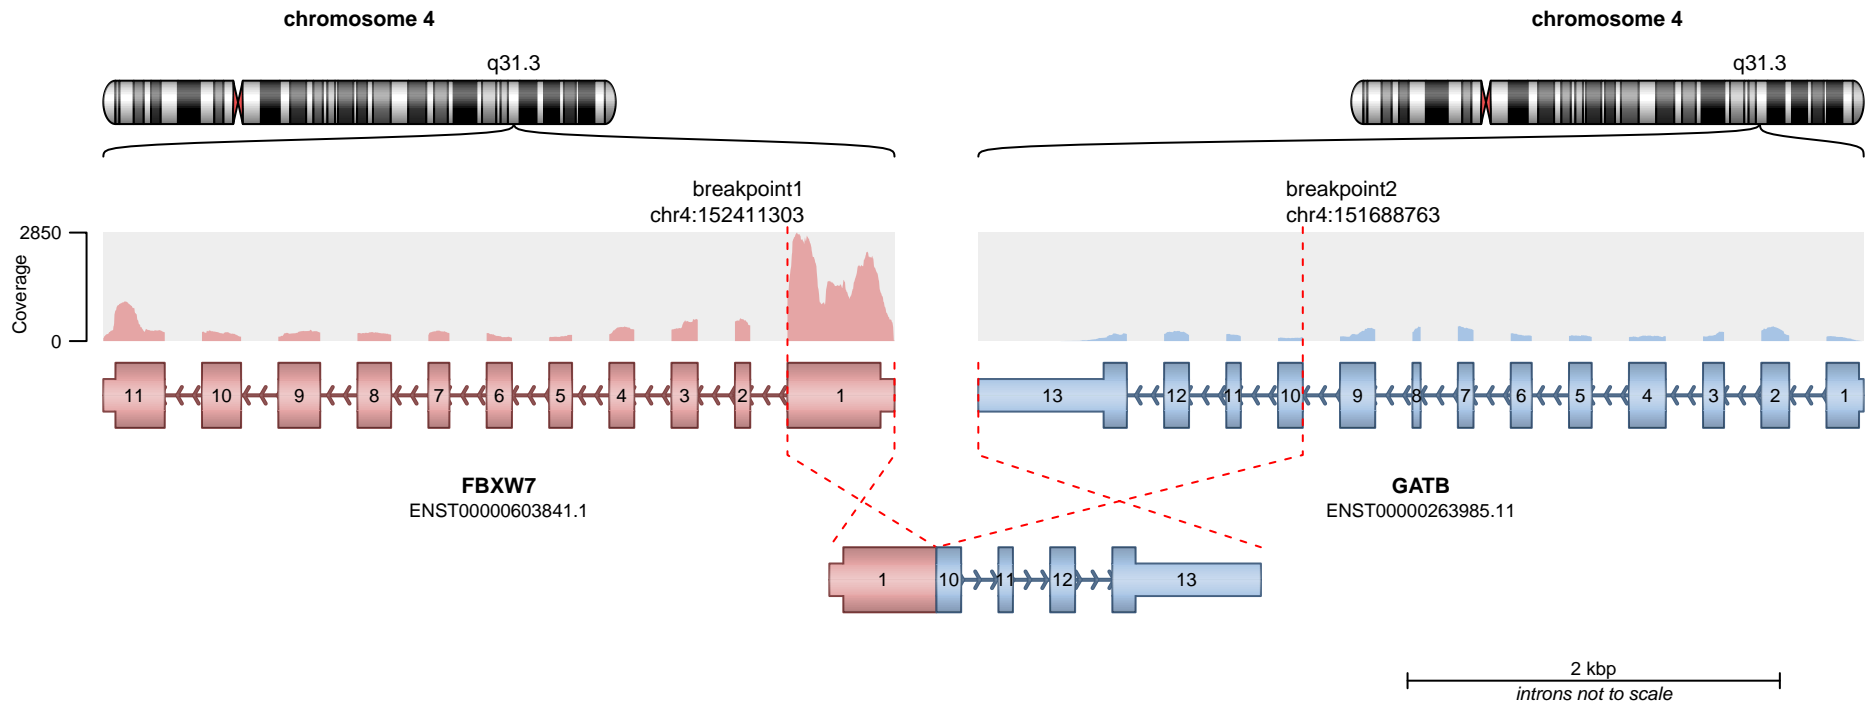 chromosome 4
chromosome 4
q31.3
q31.3
breakpoint1
chr4:152411303
breakpoint2
chr4:151688763
2850
0
Coverage
11 10 9 8 7 6 5 4 3 2 1
13 12 11 10 9 8 7 6 5 4 3 2 1
FBXW7
ENST00000603841.1
GATB
ENST00000263985.11
1 10 11 12 13
2 kbp
introns not to scale